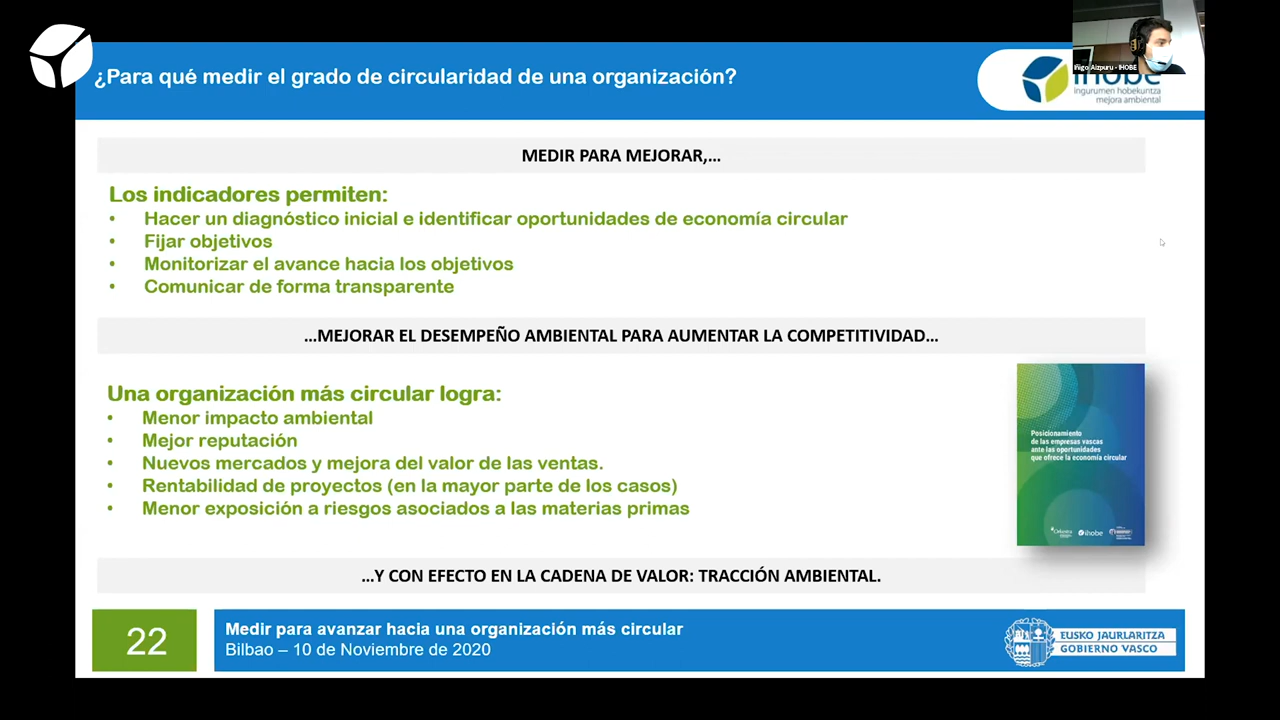 ¿Para qué medir el grado de circularidad de una organización?
Iñigo Aizpuru - IHOBE
ihobe
ingurumen hobekuntza
mejora ambiental
MEDIR PARA MEJORAR,...
Los indicadores permiten:
• Hacer un diagnóstico inicial e identificar oportunidades de economía circular
• Fijar objetivos
• Monitorizar el avance hacia los objetivos
• Comunicar de forma transparente
...MEJORAR EL DESEMPEÑO AMBIENTAL PARA AUMENTAR LA COMPETITIVIDAD...
Una organización más circular logra:
• Menor impacto ambiental
• Mejor reputación
• Nuevos mercados y mejora del valor de las ventas.
• Rentabilidad de proyectos (en la mayor parte de los casos)
• Menor exposición a riesgos asociados a las materias primas
Posicionamiento
de las empresas vascas
ante las oportunidades
que ofrece la economía circular
ihobe
...Y CON EFECTO EN LA CADENA DE VALOR: TRACCIÓN AMBIENTAL.
22
Medir para avanzar hacia una organización más circular
Bilbao – 10 de Noviembre de 2020
EUSKO JAURLARITZA
GOBIERNO VASCO